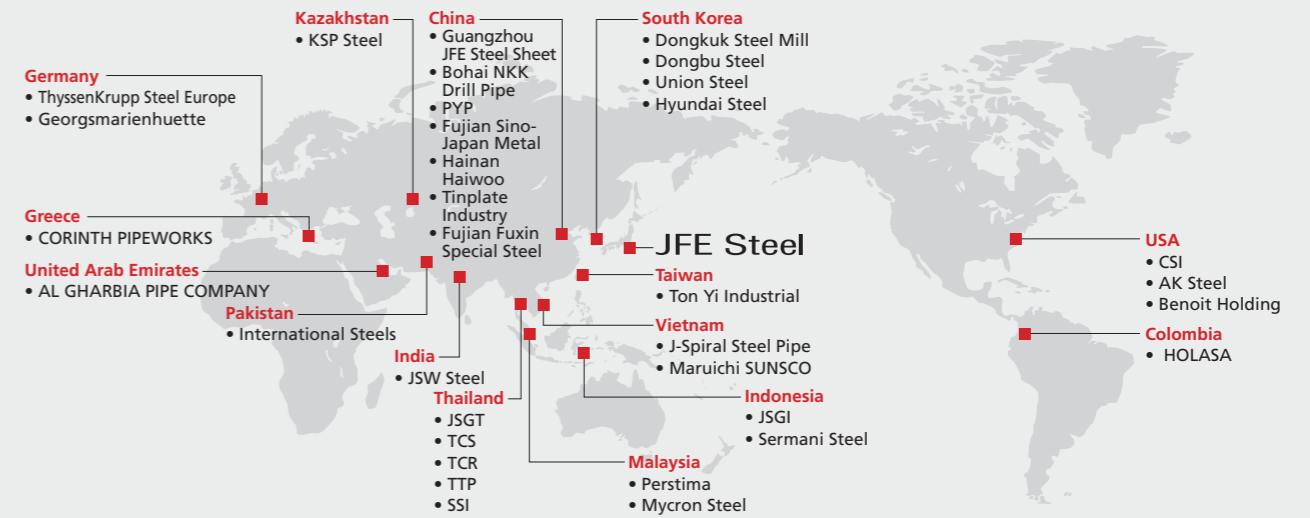 Kazakhstan
• KSP Steel
China
• Guangzhou
JFE Steel Sheet
• Bohai NKK
Drill Pipe
• PYP
• Fujian Sino-
Japan Metal
• Hainan
Haiwoo
• Tinplate
Industry
• Fujian Fuxin
Special Steel
South Korea
• Dongkuk Steel Mill
• Dongbu Steel
• Union Steel
• Hyundai Steel
Germany
• ThyssenKrupp Steel Europe
• Georgsmarienhuette
Greece
• CORINTH PIPEWORKS
United Arab Emirates
• AL GHARBIA PIPE COMPANY
Pakistan
• International Steels
India
• JSW Steel
Thailand
• JSGT
• TCS
• TCR
• TTP
• SSI
JFE Steel
Taiwan
• Ton Yi Industrial
Vietnam
• J-Spiral Steel Pipe
• Maruichi SUNSCO
Indonesia
• JSGI
• Sermani Steel
Malaysia
• Perstima
• Mycron Steel
USA
• CSI
• AK Steel
• Benoit Holding
Colombia
• HOLASA